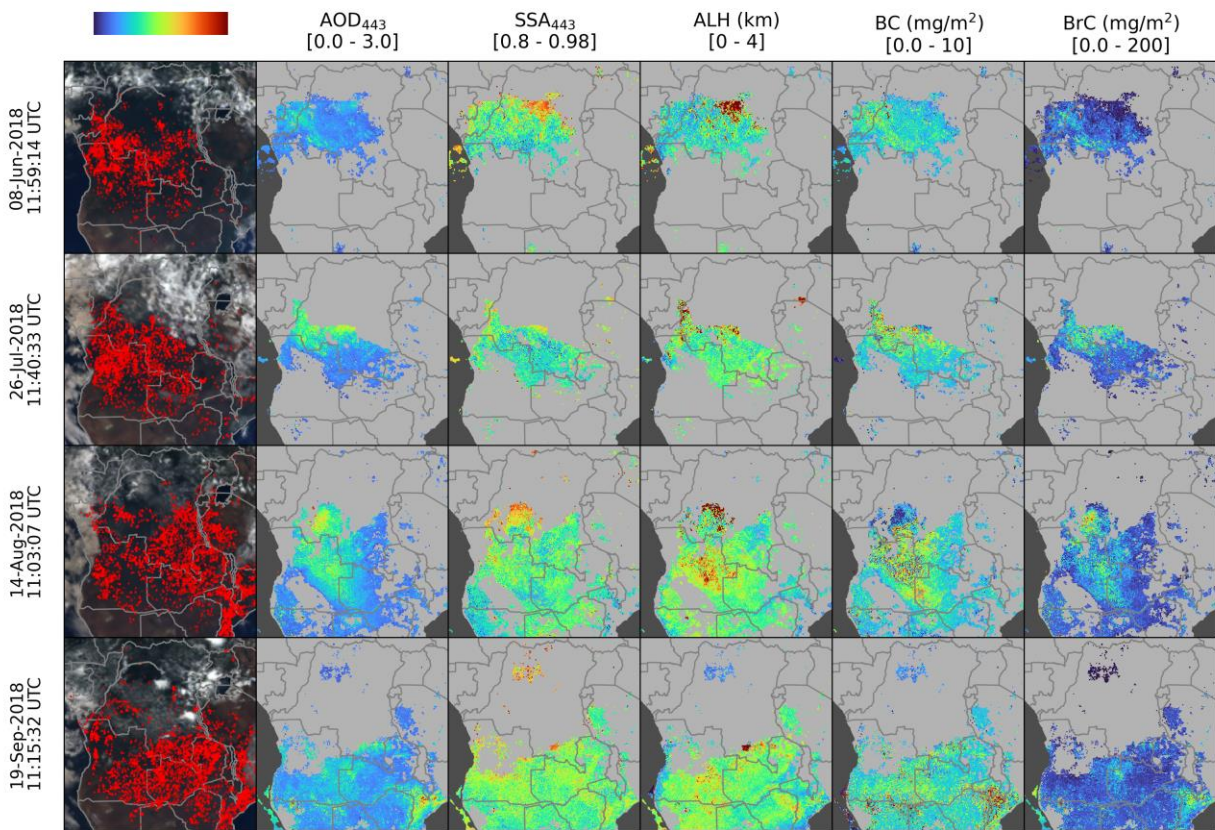 AOD₄₄₃
[0.0 - 3.0]
SSA₄₄₃
[0.8 - 0.98]
ALH (km)
[0 - 4]
BC (mg/m²)
[0.0 - 10]
BrC (mg/m²)
[0.0 - 200]
08-Jun-2018
11:59:14 UTC
26-Jul-2018
11:40:33 UTC
14-Aug-2018
11:03:07 UTC
19-Sep-2018
11:15:32 UTC